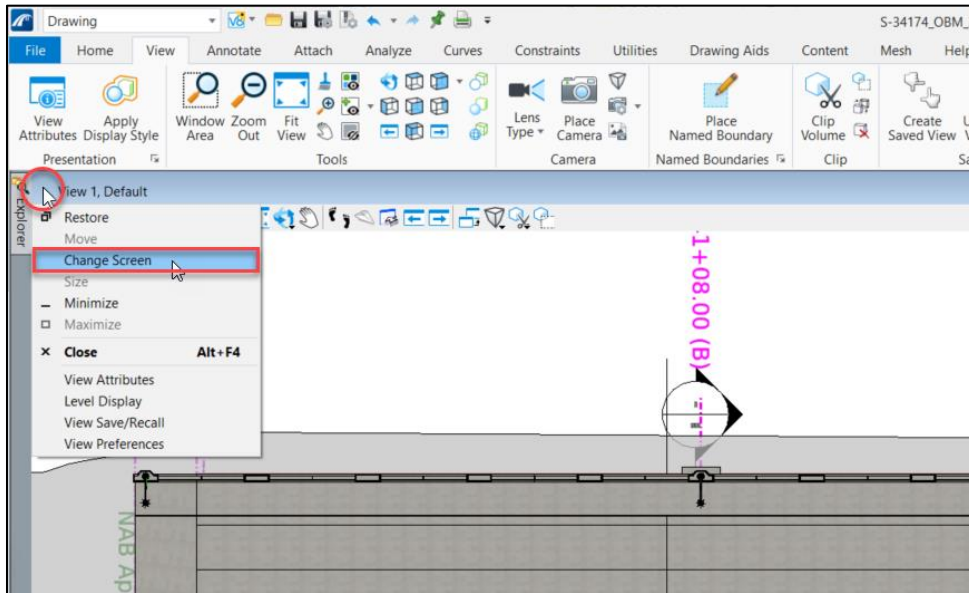 Drawing
S-34174_OBM_
File Home View Annotate Attach Analyze Curves Constraints Utilities Drawing Aids Content Mesh Help
View Attributes
Apply Display Style
Window Area
Zoom Out
Fit View
Lens Type
Place Camera
Place Named Boundary
Clip Volume
Create Saved View
Presentation Tools Camera Named Boundaries Clip
Explorer
View 1, Default
Restore
Move
Change Screen
Size
Minimize
Maximize
Close Alt+F4
View Attributes
Level Display
View Save/Recall
View Preferences
1+08.00 (B)
NAB Ap